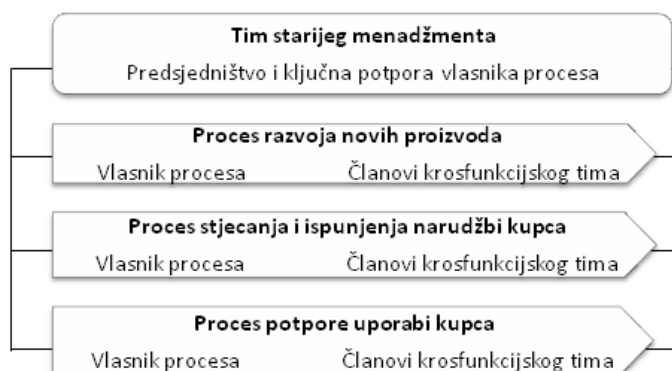 Tim starijeg menadžmenta
Predsjedništvo i ključna potpora vlasnika procesa
Proces razvoja novih proizvoda
Vlasnik procesa Članovi krosfunkcijskog tima
Proces stjecanja i ispunjenja narudžbi kupca
Vlasnik procesa Članovi krosfunkcijskog tima
Proces potpore uporabi kupca
Vlasnik procesa Članovi krosfunkcijskog tima